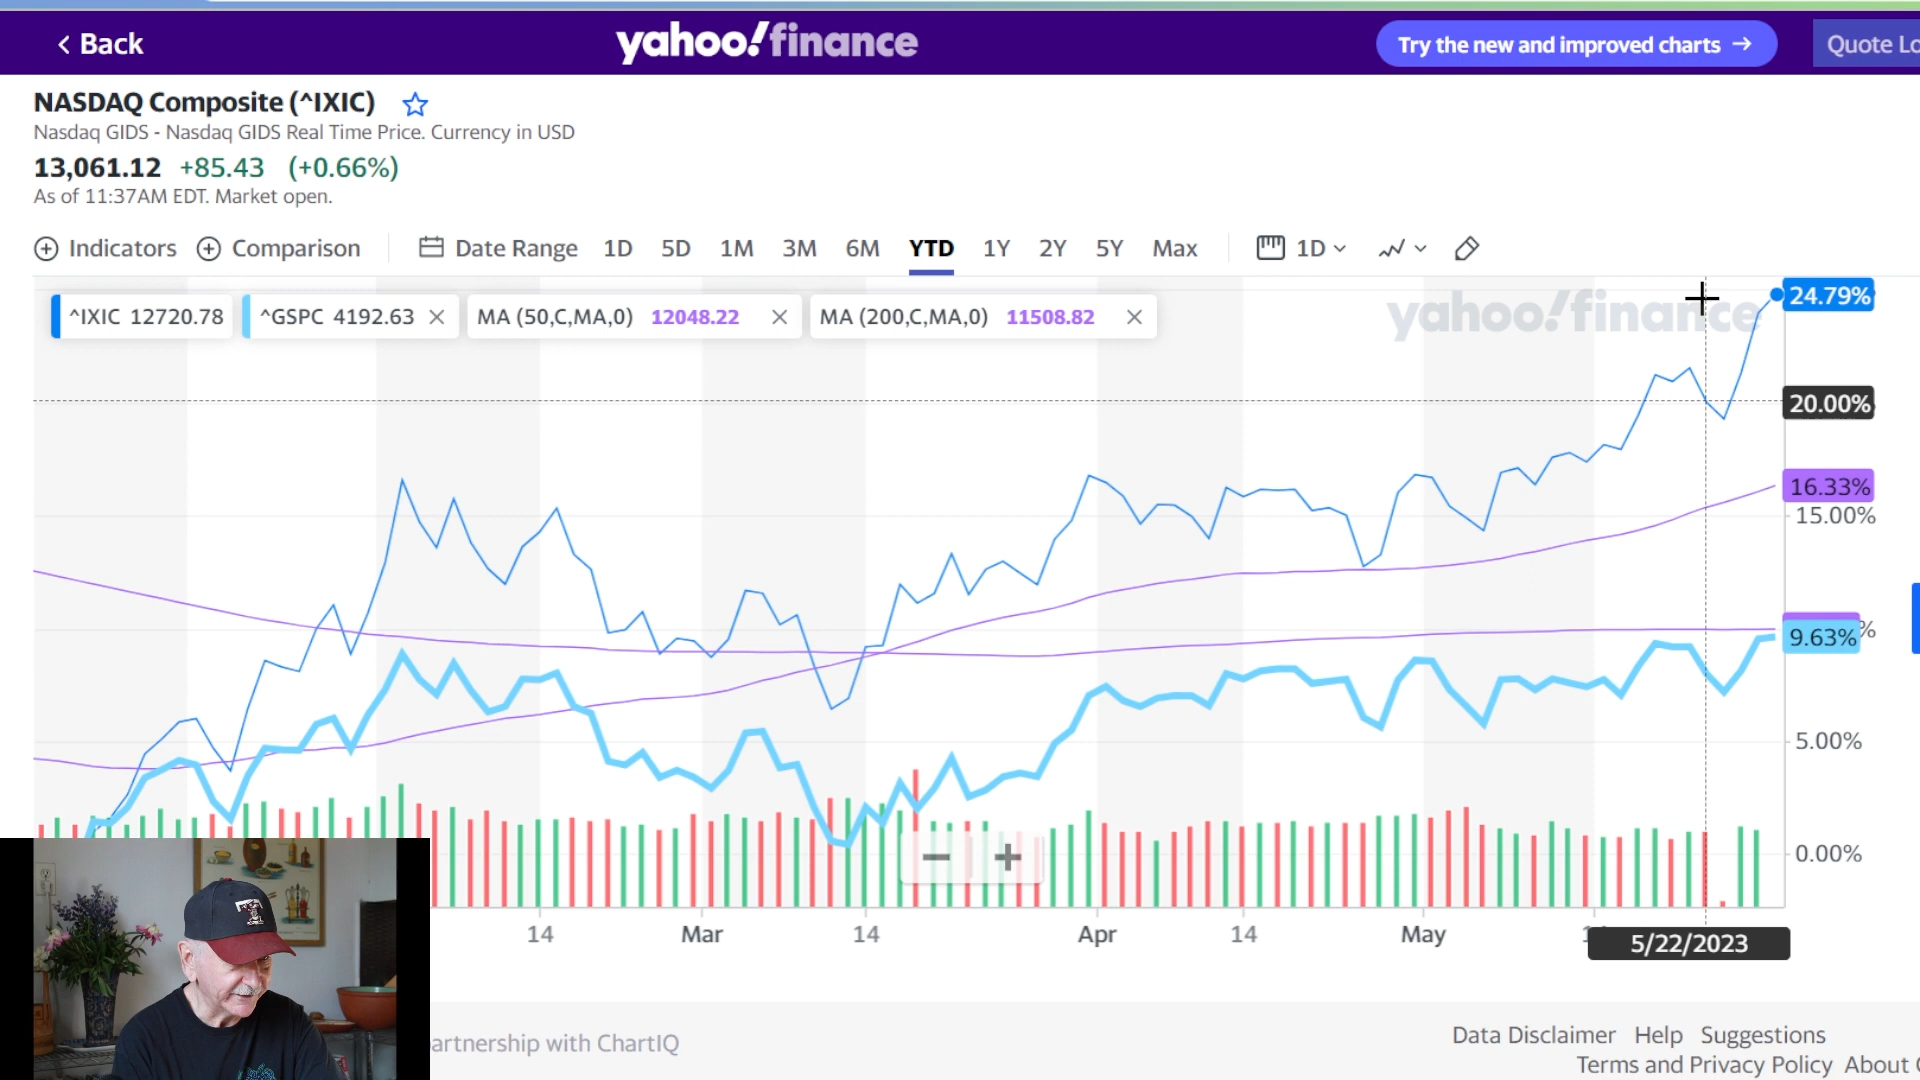 Back
yahoo!finance
Try the new and improved charts →
Quote Lo
NASDAQ Composite (^IXIC)
Nasdaq GIDS - Nasdaq GIDS Real Time Price. Currency in USD
13,061.12 +85.43 (+0.66%)
As of 11:37AM EDT. Market open.
Indicators Comparison Date Range 1D 5D 1M 3M 6M YTD 1Y 2Y 5Y Max 1D
^IXIC 12720.78 ^GSPC 4192.63 MA (50,C,MA,0) 12048.22 MA (200,C,MA,0) 11508.82
yahoo!finance
24.79%
20.00%
16.33%
15.00%
9.63%
5.00%
0.00%
14 Mar 14 Apr 14 May 5/22/2023
T
artnership with ChartIQ
Data Disclaimer Help Suggestions
Terms and Privacy Policy About